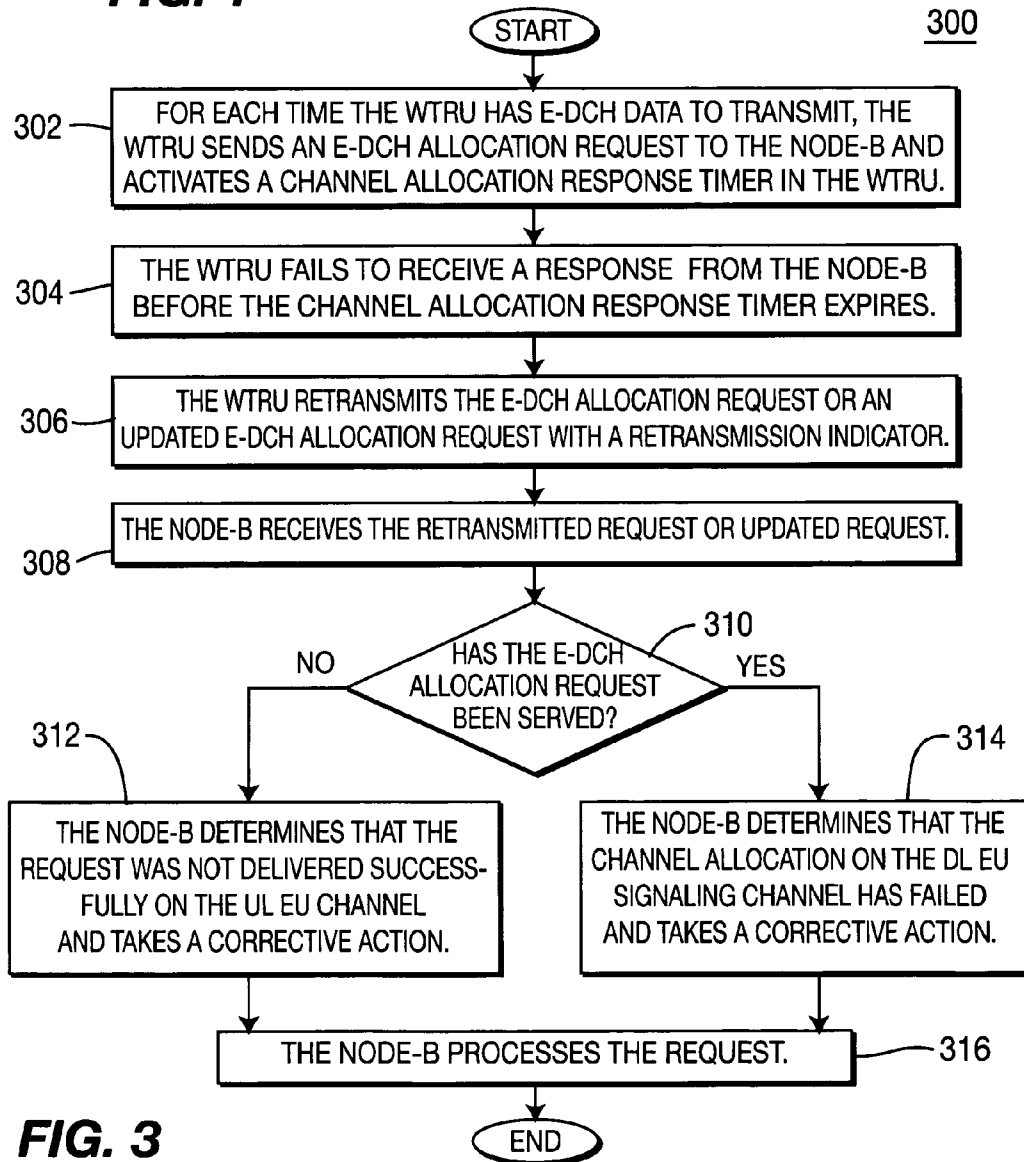 300
START
302
FOR EACH TIME THE WTRU HAS E-DCH DATA TO TRANSMIT, THE
WTRU SENDS AN E-DCH ALLOCATION REQUEST TO THE NODE-B AND
ACTIVATES A CHANNEL ALLOCATION RESPONSE TIMER IN THE WTRU.
304
THE WTRU FAILS TO RECEIVE A RESPONSE FROM THE NODE-B
BEFORE THE CHANNEL ALLOCATION RESPONSE TIMER EXPIRES.
306
THE WTRU RETRANSMITS THE E-DCH ALLOCATION REQUEST OR AN
UPDATED E-DCH ALLOCATION REQUEST WITH A RETRANSMISSION INDICATOR.
THE NODE-B RECEIVES THE RETRANSMITTED REQUEST OR UPDATED REQUEST.
308
310
HAS THE E-DCH
ALLOCATION REQUEST
BEEN SERVED?
NO
YES
312
THE NODE-B DETERMINES THAT THE
REQUEST WAS NOT DELIVERED SUCCESS-
FULLY ON THE UL EU CHANNEL
AND TAKES A CORRECTIVE ACTION.
314
THE NODE-B DETERMINES THAT THE
CHANNEL ALLOCATION ON THE DL EU
SIGNALING CHANNEL HAS FAILED
AND TAKES A CORRECTIVE ACTION.
THE NODE-B PROCESSES THE REQUEST.
316
FIG. 3
END